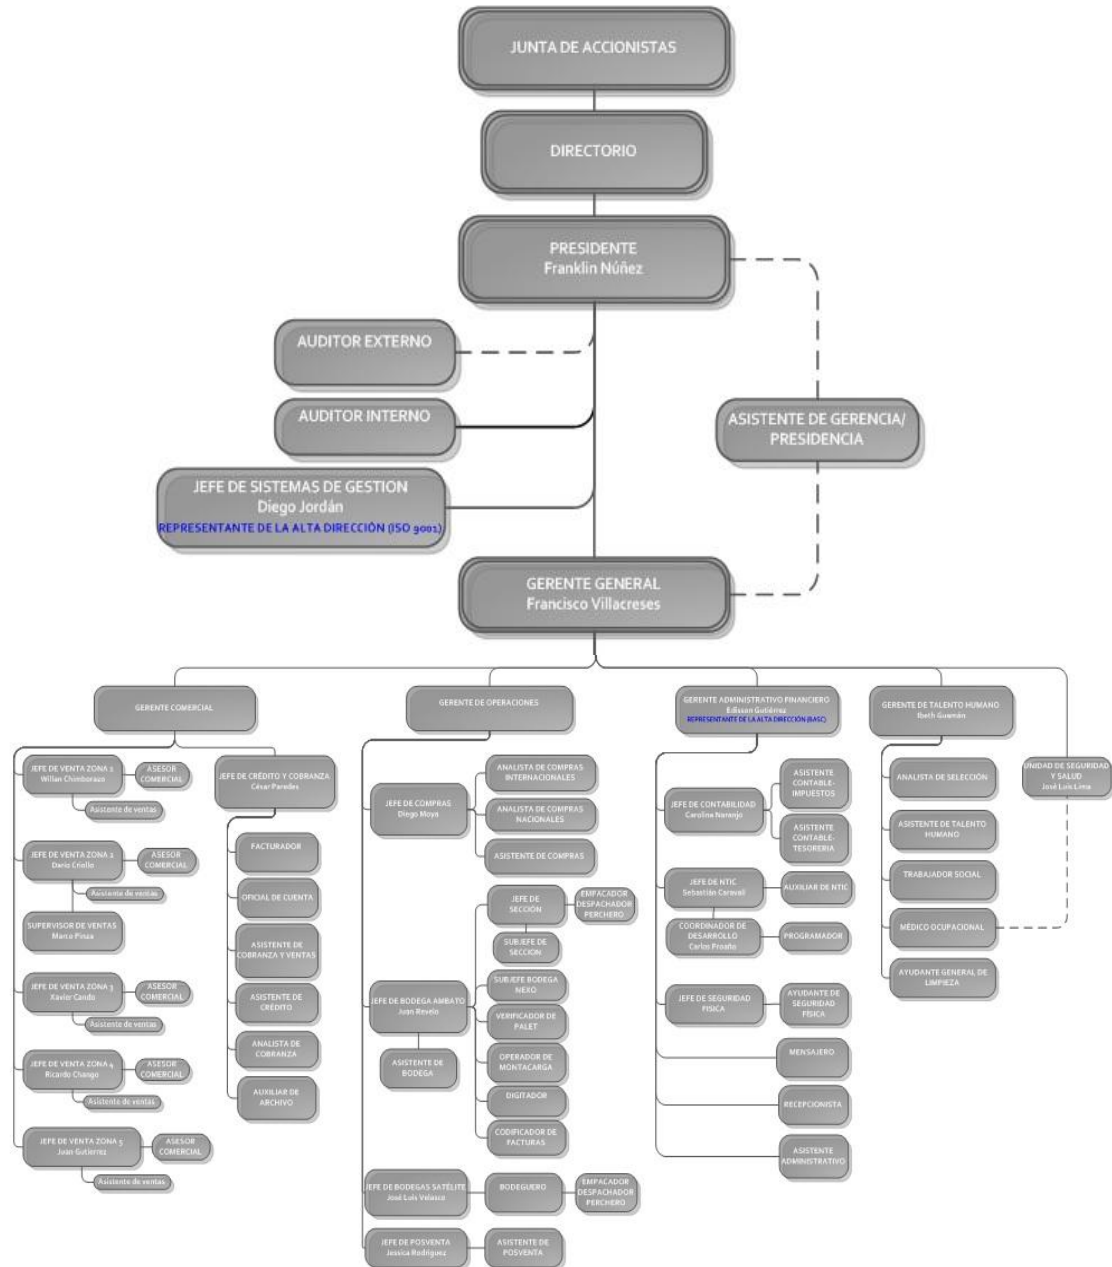 JUNTA DE ACCIONISTAS
DIRECTORIO
PRESIDENTE
Franklin Núñez
AUDITOR EXTERNO
AUDITOR INTERNO
ASISTENTE DE GERENCIA/
PRESIDENCIA
JEFE DE SISTEMAS DE GESTION
Diego Jordán
REPRESENTANTE DE LA ALTA DIRECCIÓN (ISO 9001)
GERENTE GENERAL
Francisco Villacreses
GERENTE COMERCIAL
JEFE DE VENTA ZONA 1
Willan Chimborazo
ASESOR
COMERCIAL
Asistente de ventas
JEFE DE VENTA ZONA 2
Darío Criollo
ASESOR
COMERCIAL
Asistente de ventas
SUPERVISOR DE VENTAS
Marco Pinza
JEFE DE VENTA ZONA 3
Xavier Cando
ASESOR
COMERCIAL
Asistente de ventas
JEFE DE VENTA ZONA 4
Ricardo Chango
ASESOR
COMERCIAL
Asistente de ventas
JEFE DE VENTA ZONA 5
Juan Gutierrez
ASESOR
COMERCIAL
Asistente de ventas
JEFE DE CRÉDITO Y COBRANZA
César Paredes
FACTURADOR
OFICIAL DE CUENTA
ASISTENTE DE
COBRANZA Y VENTAS
ASISTENTE DE
CRÉDITO
ANALISTA DE
COBRANZA
AUXILIAR DE
ARCHIVO
GERENTE DE OPERACIONES
JEFE DE COMPRAS
Diego Moya
ANALISTA DE COMPRAS
INTERNACIONALES
ANALISTA DE COMPRAS
NACIONALES
ASISTENTE DE COMPRAS
JEFE DE BODEGA AMBATO
Juan Revelo
ASISTENTE DE
BODEGA
JEFE DE
SECCIÓN
EMPACADOR
DESPACHADOR
PERCHERO
SUBJEFE DE
SECCION
SUBJEFE BODEGA
NEXO
VERIFICADOR DE
PALET
OPERADOR DE
MONTACARGA
DIGITADOR
CODIFICADOR DE
FACTURAS
JEFE DE BODEGAS SATÉLITE
José Luis Velasco
BODEGUERO
EMPACADOR
DESPACHADOR
PERCHERO
JEFE DE POSVENTA
Jessica Rodríguez
ASISTENTE DE
POSVENTA
GERENTE ADMINISTRATIVO FINANCIERO
Edisson Gutiérrez
REPRESENTANTE DE LA ALTA DIRECCIÓN (BASC)
JEFE DE CONTABILIDAD
Carolina Naranjo
ASISTENTE
CONTABLE-
IMPUESTOS
ASISTENTE
CONTABLE-
TESORERIA
JEFE DE NTIC
Sebastián
AUXILIAR DE NTIC
COORDINADOR DE
DESARROLLO
Carlos Proaño
PROGRAMADOR
JEFE DE SEGURIDAD
FISICA
AYUDANTE DE
SEGURIDAD
FÍSICA
MENSAJERO
RECEPCIONISTA
ASISTENTE
ADMINISTRATIVO
GERENTE DE TALENTO HUMANO
Ibeth Guamán
ANALISTA DE SELECCIÓN
ASISTENTE DE TALENTO
HUMANO
TRABAJADOR SOCIAL
MÉDICO OCUPACIONAL
AYUDANTE GENERAL DE
LIMPIEZA
UNIDAD DE SEGURIDAD
Y SALUD
José Luis Lima